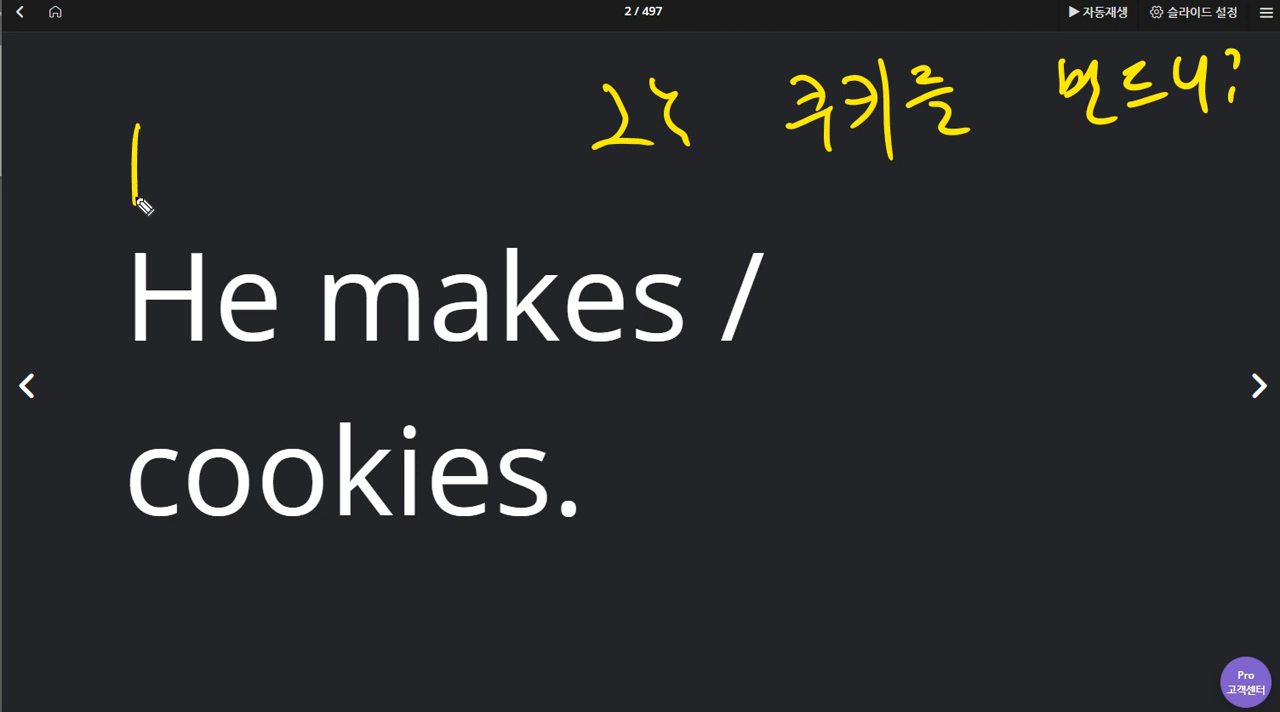 2 / 497
▶ 자동재생
슬라이드 설정
그는 쿠키를 만드니?
He makes /
cookies.
Pro
고객센터